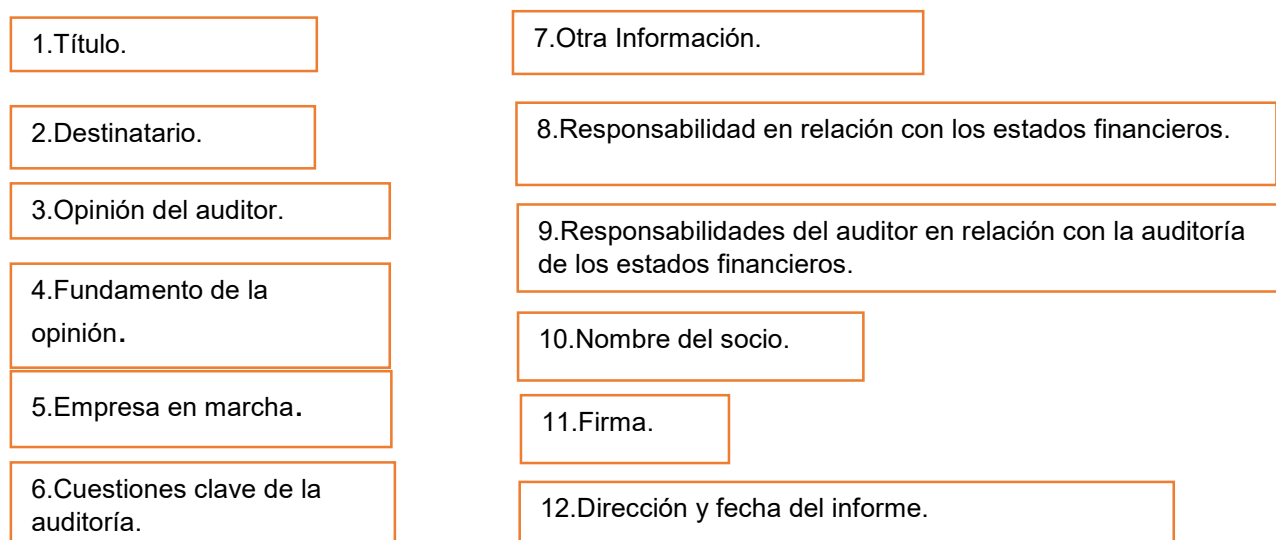 1.Título.
2.Destinatario.
3.Opinión del auditor.
4.Fundamento de la
opinión.
5.Empresa en marcha.
6.Cuestiones clave de la
auditoría.
7.Otra Información.
8.Responsabilidad en relación con los estados financieros.
9.Responsabilidades del auditor en relación con la auditoría
de los estados financieros.
10.Nombre del socio.
11.Firma.
12.Dirección y fecha del informe.